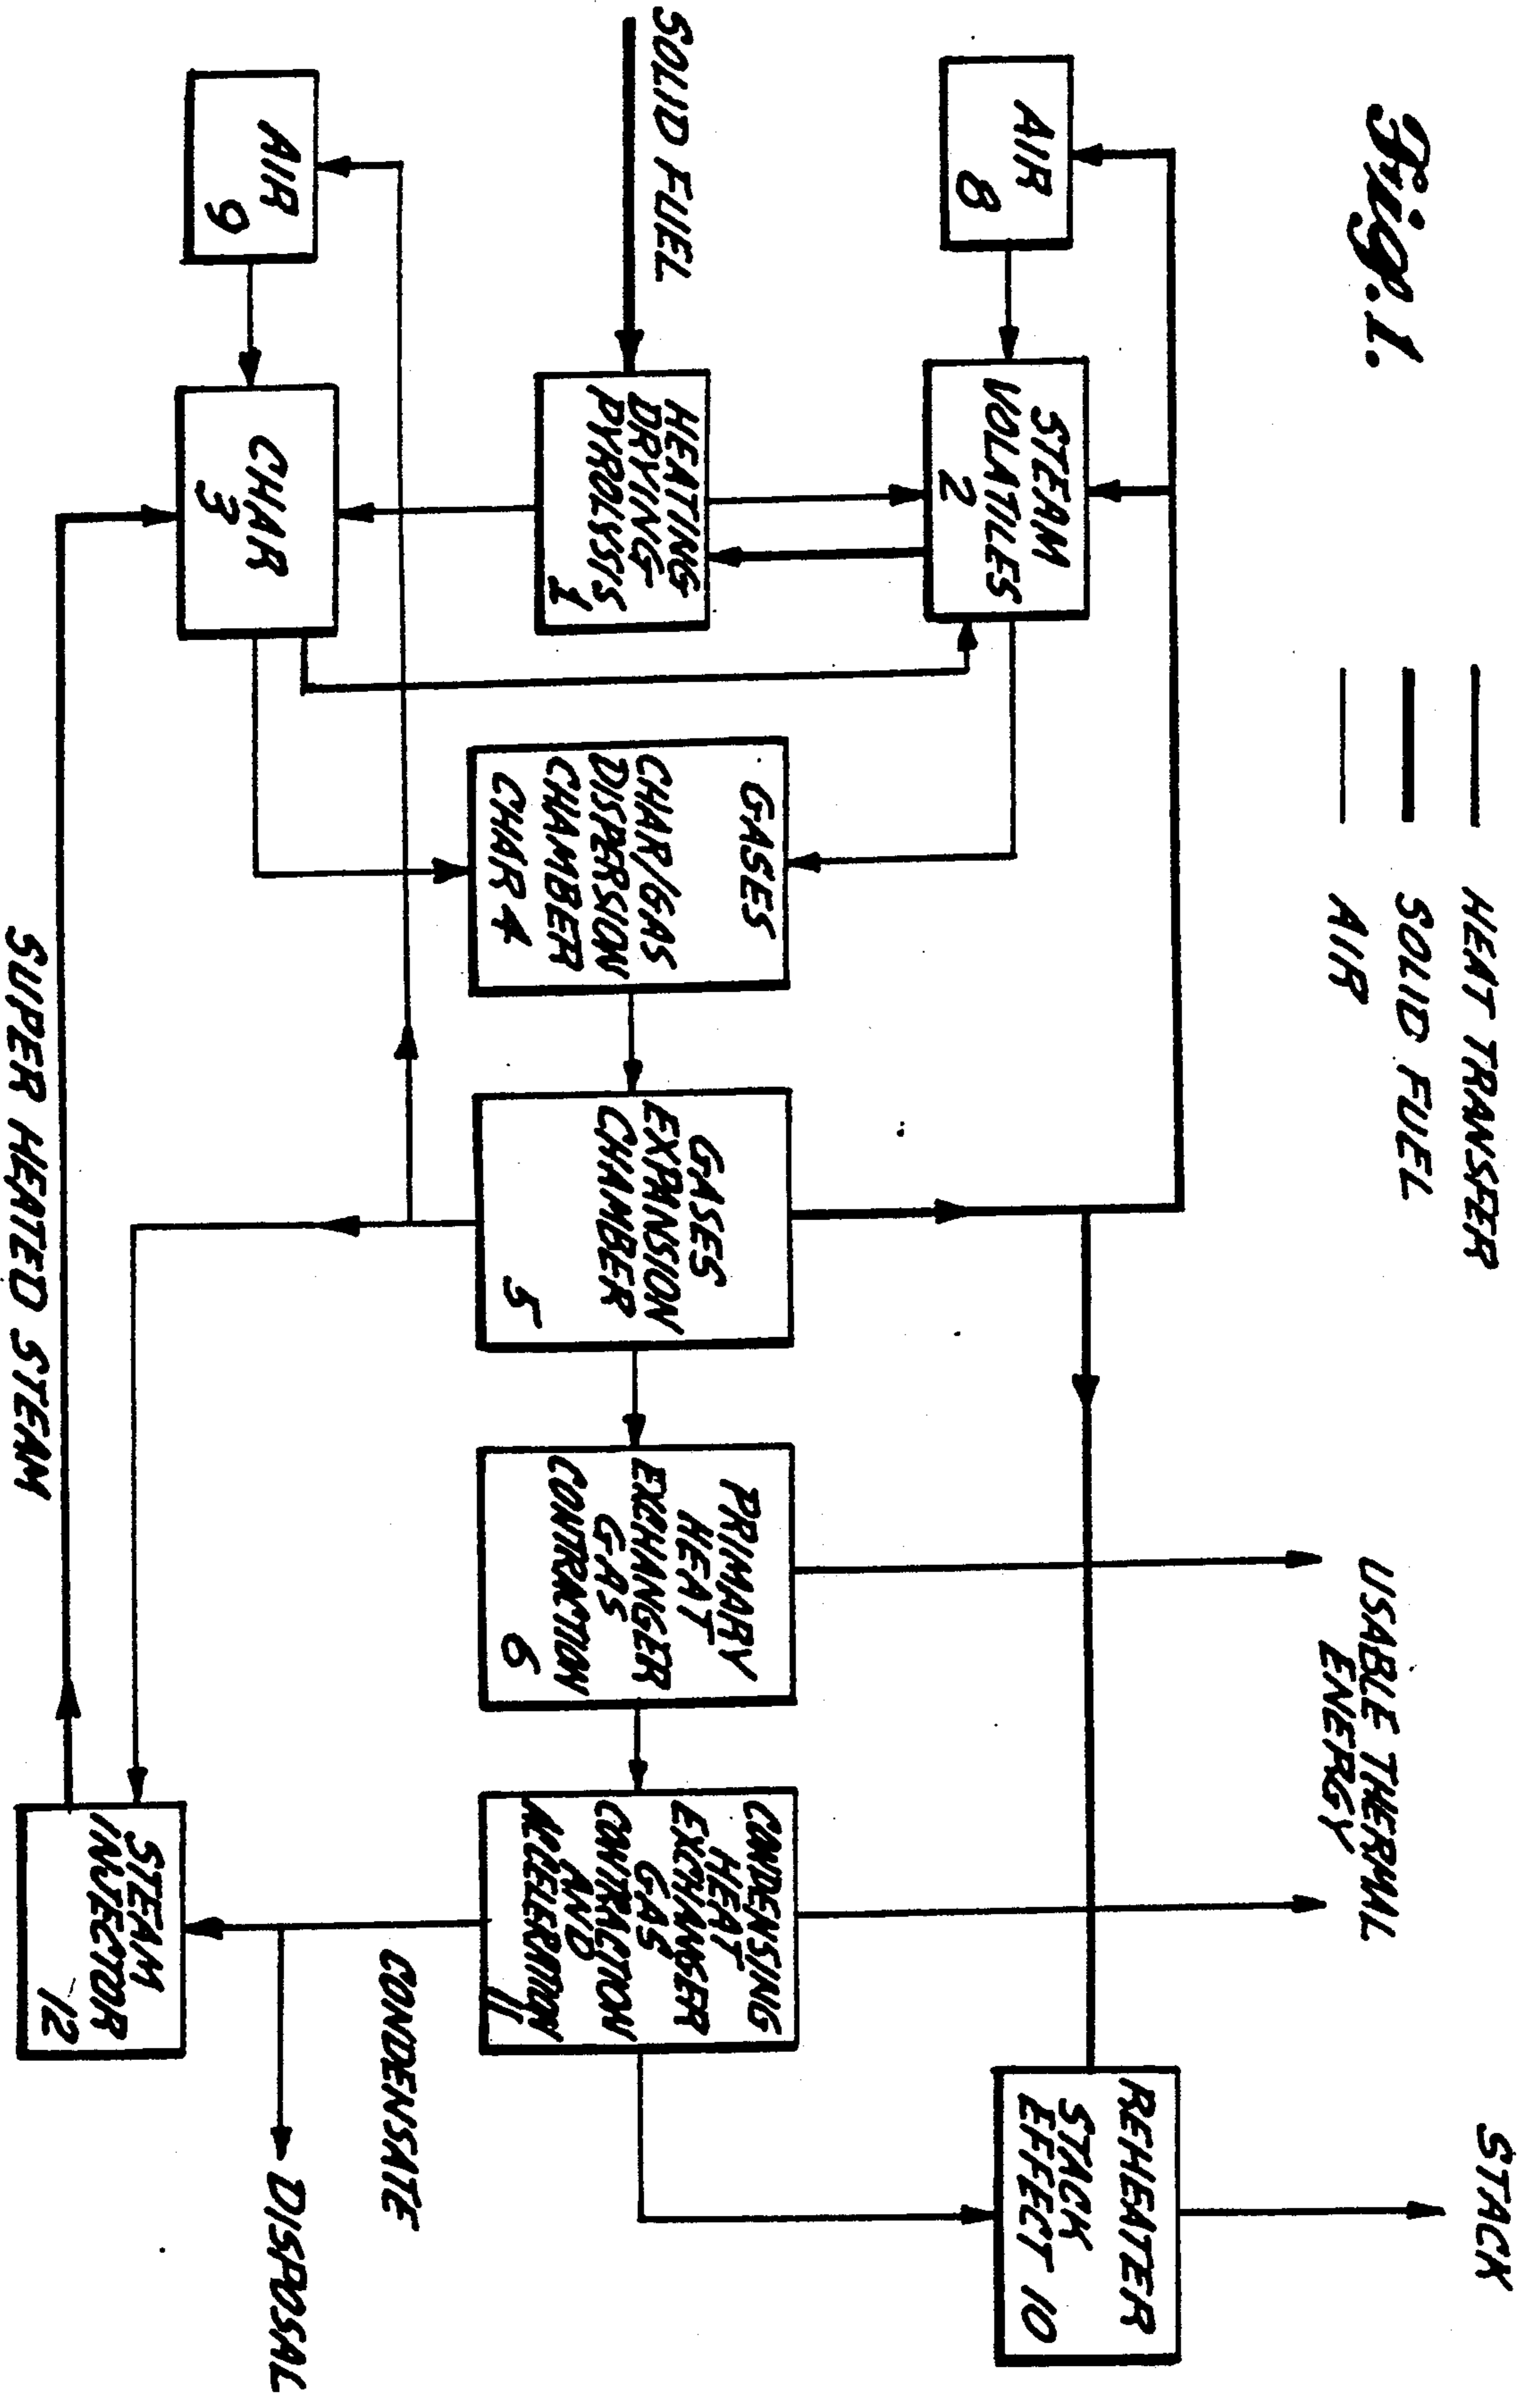 Fig. 1.
HEAT TRANSFER
SOLID FUEL
AIR
USABLE THERMAL
ENERGY
STACK
AIR
8
STEAM
VOLATILES
2
REHEATER
STACK
EFFECT 10
SOLID FUEL
HEATING
DRYING
PYROLYSIS
1
GASES
CHAR/GAS
DISPERSION
CHAMBER
CHAR 4
GASES
EXPANSION
CHAMBER
5
PRIMARY
HEAT
EXCHANGER
GAS
CONTRACTION
6
CONDENSING
HEAT
EXCHANGER
GAS
CONTRACTION
AND
ACCELERATION
11
CONDENSATE
AIR
9
CHAR
3
DISPOSAL
STEAM
INJECTOR
12
SUPER HEATED STEAM